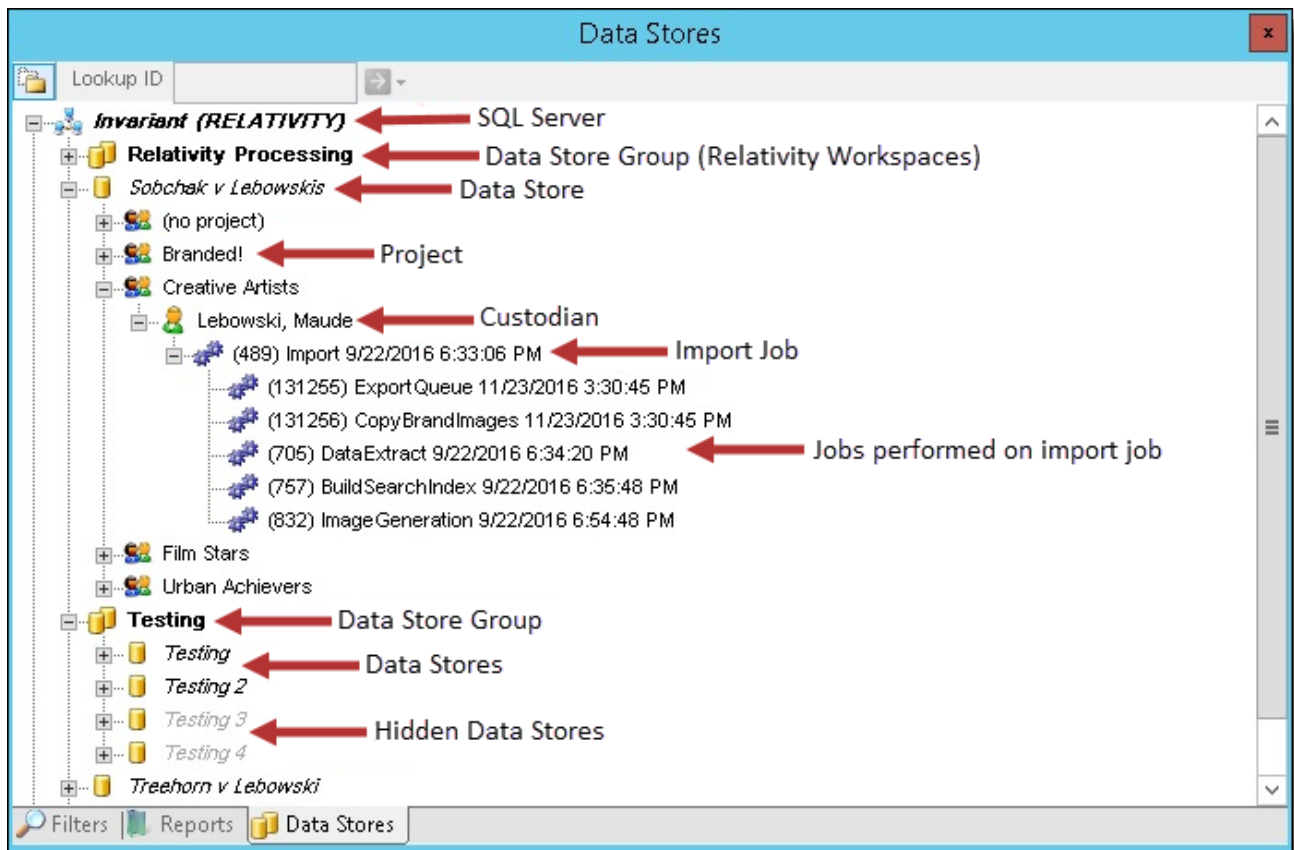 Data Stores
x
Lookup ID
Invariant (RELATIVITY) SQL Server
Relativity Processing Data Store Group (Relativity Workspaces)
Sobchak v Lebowskis Data Store
(no project)
Branded! Project
Creative Artists
Lebowski, Maude Custodian
(489) Import 9/22/2016 6:33:06 PM Import Job
(131255) ExportQueue 11/23/2016 3:30:45 PM
(131256) CopyBrandImages 11/23/2016 3:30:45 PM
(705) DataExtract 9/22/2016 6:34:20 PM Jobs performed on import job
(757) BuildSearchIndex 9/22/2016 6:35:48 PM
(832) ImageGeneration 9/22/2016 6:54:48 PM
Film Stars
Urban Achievers
Testing Data Store Group
Testing
Data Stores
Testing 2
Testing 3
Hidden Data Stores
Testing 4
Treehorn v Lebowski
Filters Reports Data Stores